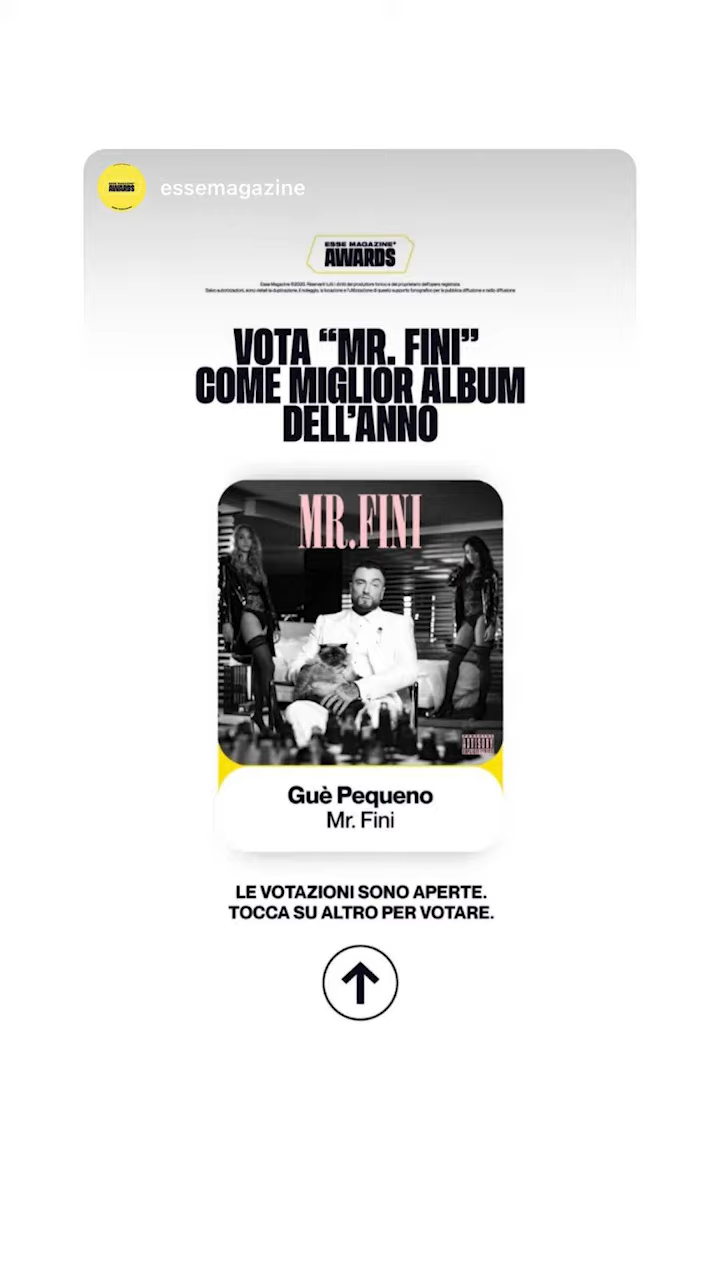 essemagazine
ESSE MAGAZINE®
AWARDS
VOTA “MR. FINI”
COME MIGLIOR ALBUM
DELL’ANNO
MR.FINI
Guè Pequeno
Mr. Fini
LE VOTAZIONI SONO APERTE.
TOCCA SU ALTRO PER VOTARE.